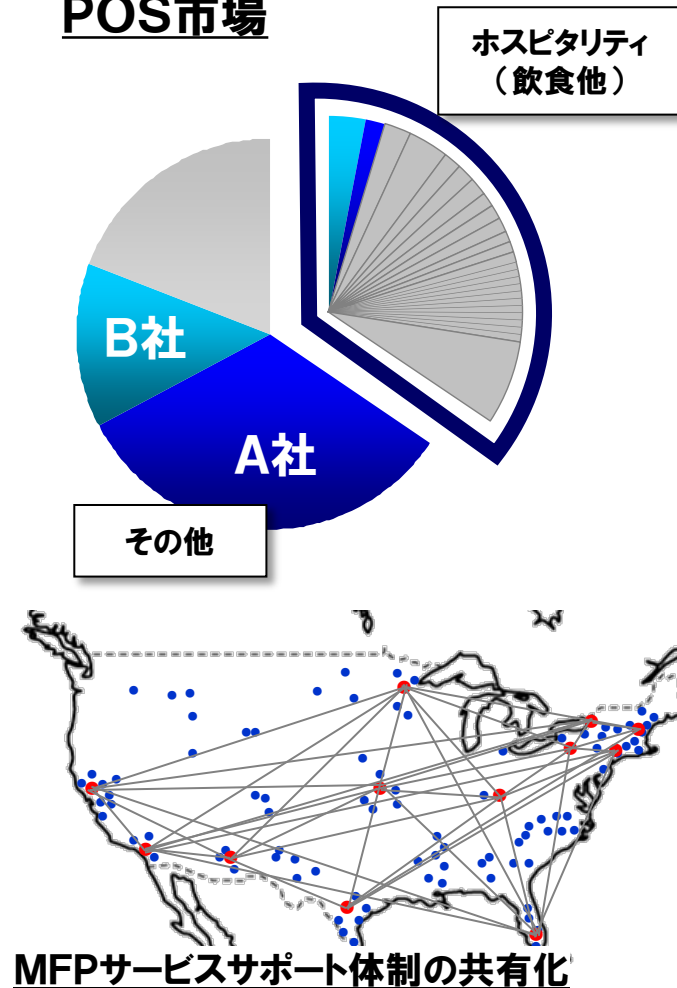 POS市場
ホスピタリティ
（飲食他）
B社
A社
その他
MFPサービスサポート体制の共有化